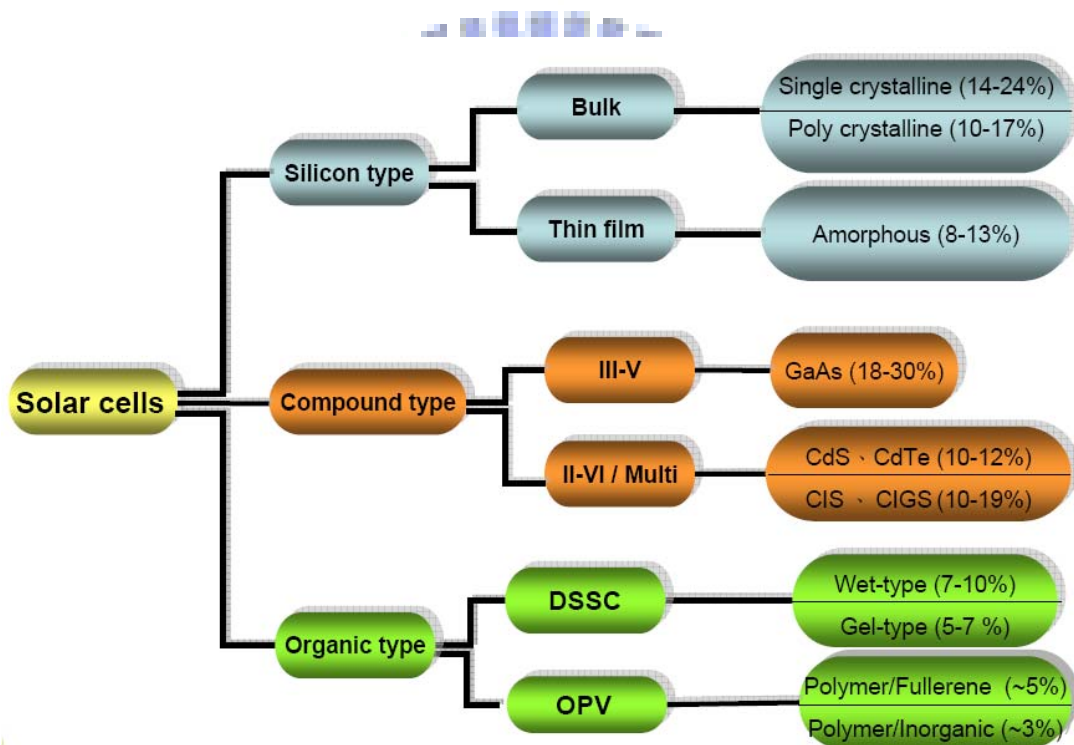 Bulk
Single crystalline (14-24%)
Poly crystalline (10-17%)
Silicon type
Thin film
Amorphous (8-13%)
Solar cells
Compound type
III-V
GaAs (18-30%)
II-VI / Multi
CdS、CdTe (10-12%)
CIS 、 CIGS (10-19%)
Organic type
DSSC
Wet-type (7-10%)
Gel-type (5-7 %)
OPV
Polymer/Fullerene (~5%)
Polymer/Inorganic (~3%)